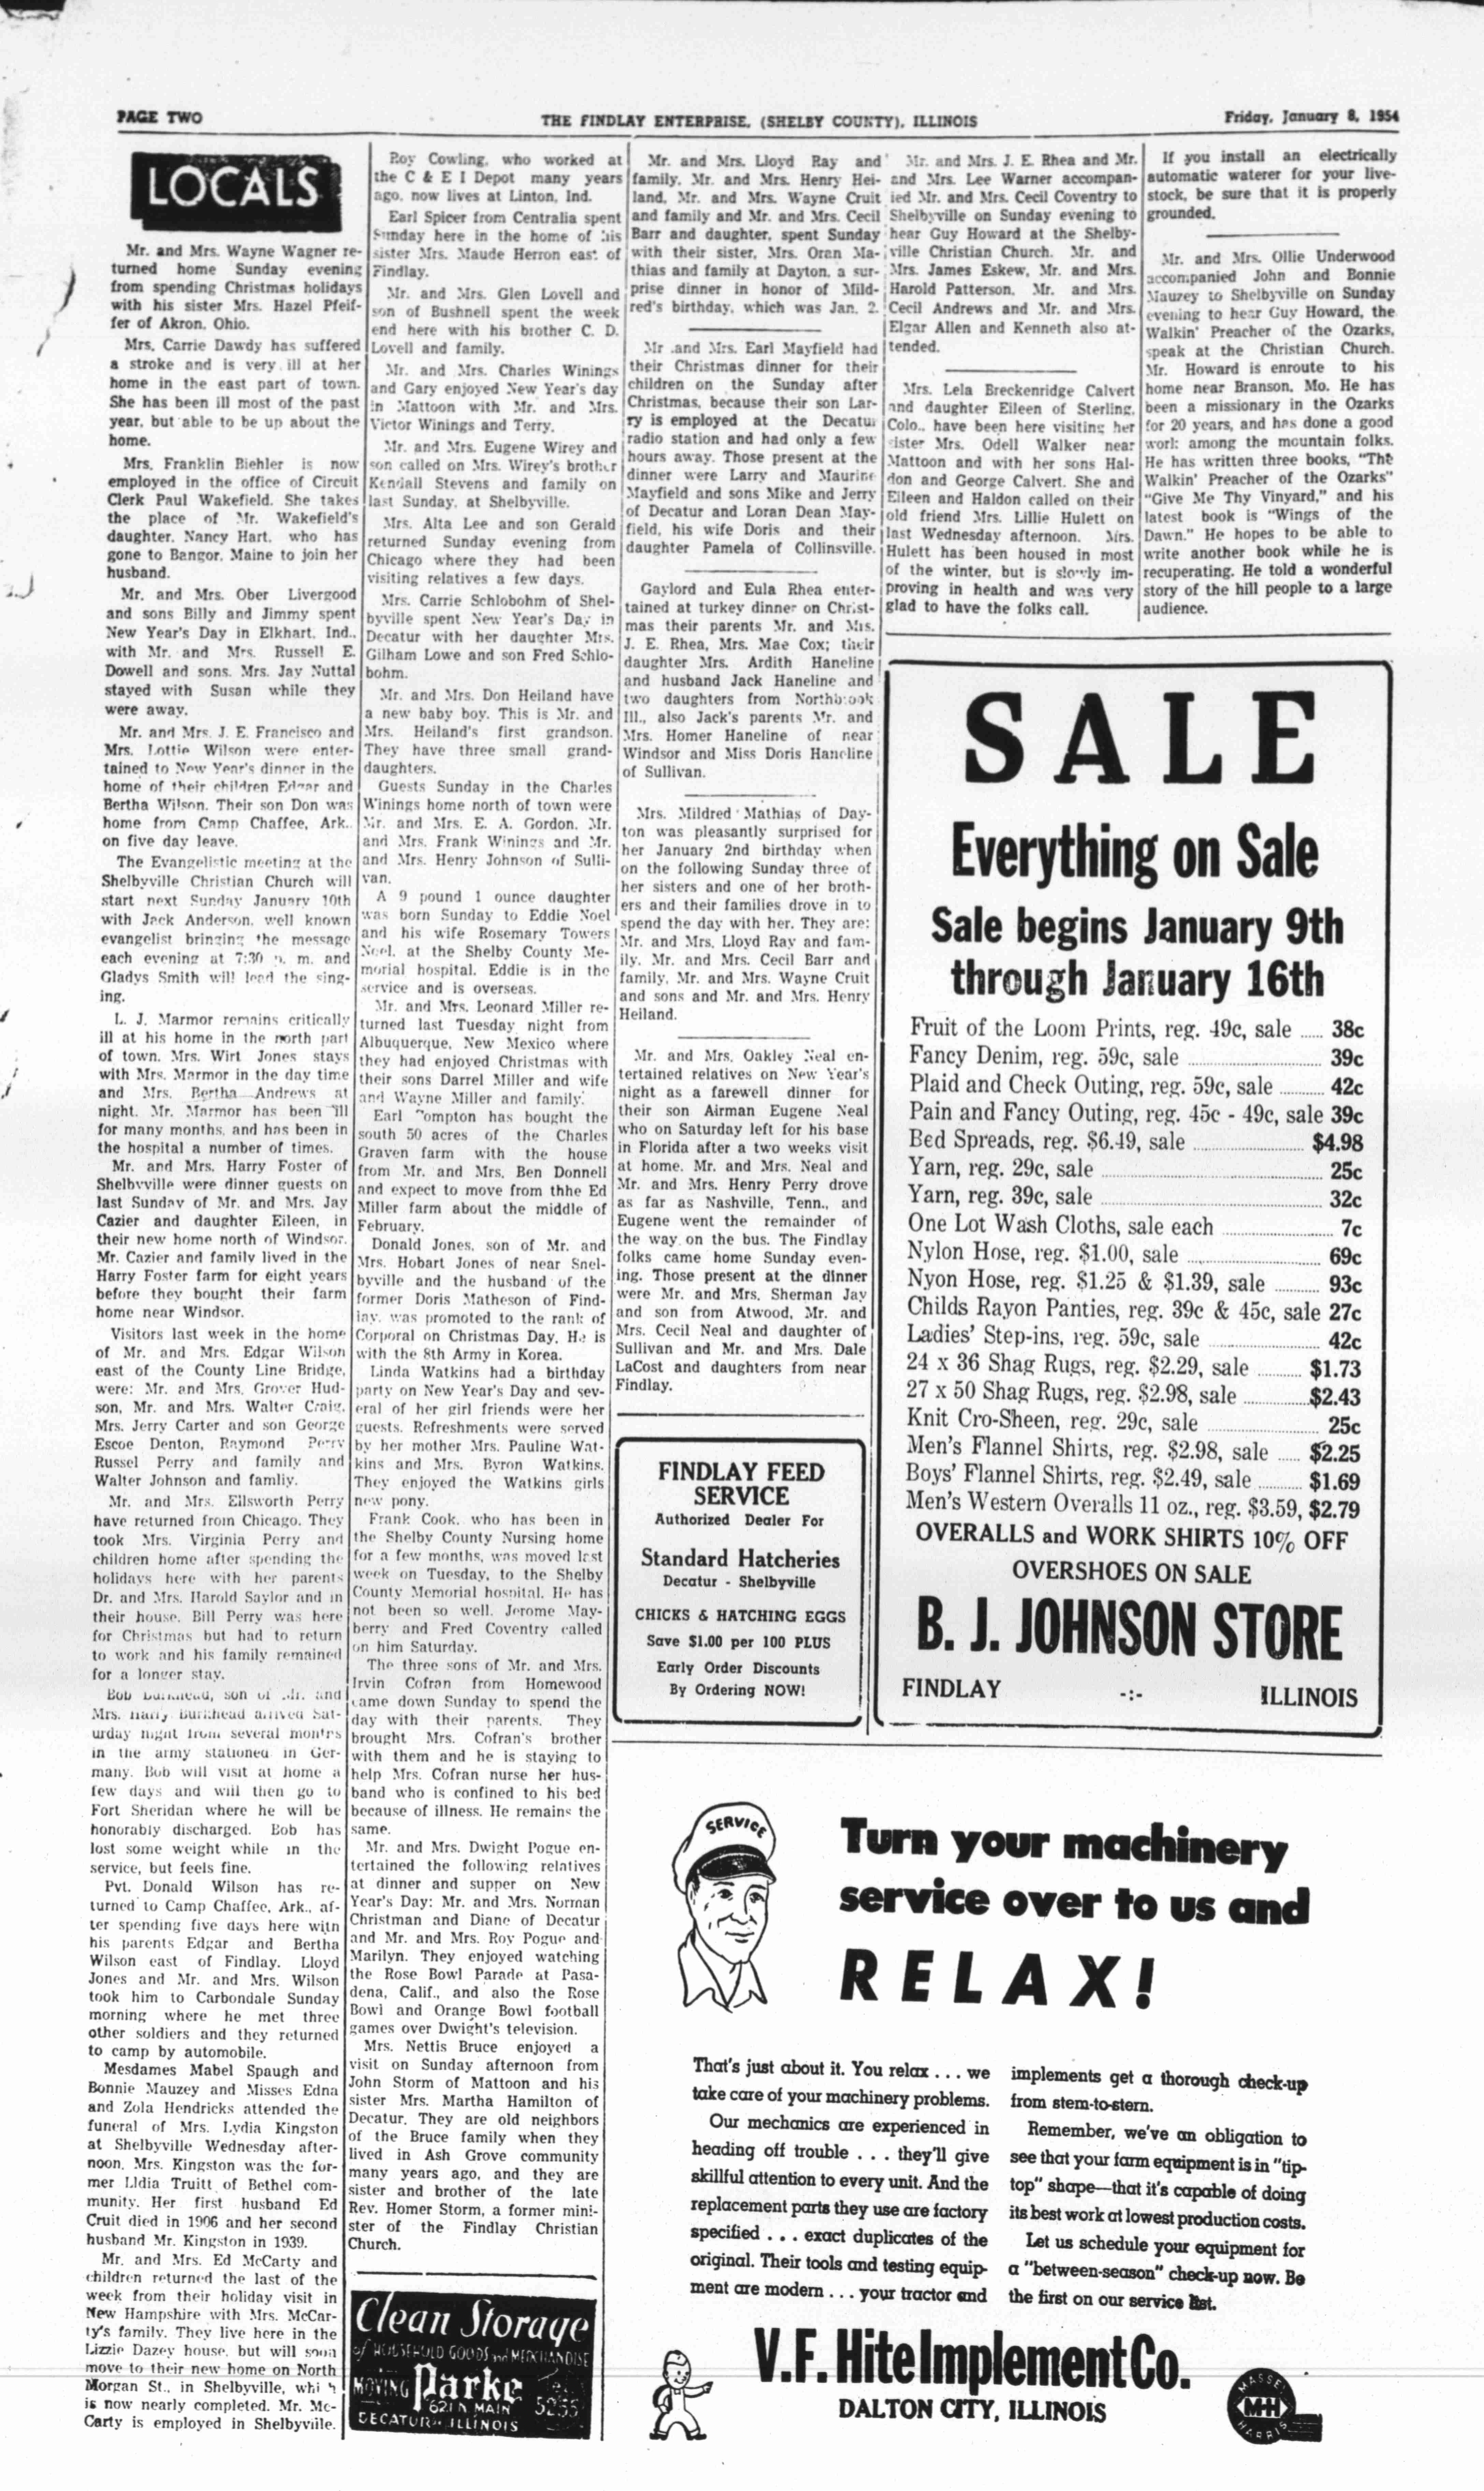 PAGE TWO
THE FINDLAY ENTERPRISE, (SHELBY COUNTY), ILLINOIS
Friday, January 8, 1954
LOCALS
Mr. and Mrs. Wayne Wagner re-
turned home Sunday evening
from spending Christmas holidays
with his sister Mrs. Hazel Pfeif-
fer of Akron, Ohio.
Mrs. Carrie Dawdy has suffered
a stroke and is very ill at her
home in the east part of town.
She has been ill most of the past
year, but able to be up about the
home.
Mrs. Franklin Biehler is now
employed in the office of Circuit
Clerk Paul Wakefield. She takes
the place of Mr. Wakefield's
daughter, Nancy Hart, who has
gone to Bangor, Maine to join her
husband.
Mr. and Mrs. Ober Livergood
and sons Billy and Jimmy spent
New Year's Day in Elkhart, Ind.,
with Mr. and Mrs. Russell E.
Dowell and sons. Mrs. Jay Nuttal
stayed with Susan while they
were away.
Mr. and Mrs. J. E. Francisco and
Mrs. Lottie Wilson were enter-
tained to New Year's dinner in the
home of their children Edgar and
Bertha Wilson. Their son Don was
home from Camp Chaffee, Ark.,
on five day leave.
The Evangelistic meeting at the
Shelbyville Christian Church will
start next Sunday January 10th
with Jack Anderson, well known
evangelist bringing the message
each evening at 7:30 p. m. and
Gladys Smith will lead the sing-
ing.
L. J. Marmor remains critically
ill at his home in the north part
of town. Mrs. Wirt Jones stays
with Mrs. Marmor in the day time
and Mrs. Bertha Andrews at
night. Mr. Marmor has been ill
for many months, and has been in
the hospital a number of times.
Mr. and Mrs. Harry Foster of
Shelbyville were dinner guests on
last Sunday of Mr. and Mrs. Jay
Cazier and daughter Eileen, in
their new home north of Windsor.
Mr. Cazier and family lived in the
Harry Foster farm for eight years
before they bought their farm
home near Windsor.
Visitors last week in the home
of Mr. and Mrs. Edgar Wilson
east of the County Line Bridge,
were: Mr. and Mrs. Grover Hud-
son, Mr. and Mrs. Walter Craig,
Mrs. Jerry Carter and son George
Escoe Denton, Raymond Perry
Russel Perry and family and
Walter Johnson and famliy.
Mr. and Mrs. Ellsworth Perry
have returned from Chicago. They
took Mrs. Virginia Perry and
children home after spending the
holidays here with her parents
Dr. and Mrs. Harold Saylor and in
their house. Bill Perry was here
for Christmas but had to return
to work and his family remained
for a longer stay.
Bob Burkhead, son of Mr. and
Mrs. Harry Burkhead arrived Sat-
urday night from several months
in the army stationed in Ger-
many. Bob will visit at home a
few days and will then go to
Fort Sheridan where he will be
honorably discharged. Bob has
lost some weight while in the
service, but feels fine.
Pvt. Donald Wilson has re-
turned to Camp Chaffee, Ark., af-
ter spending five days here with
his parents Edgar and Bertha
Wilson east of Findlay. Lloyd
Jones and Mr. and Mrs. Wilson
took him to Carbondale Sunday
morning where he met three
other soldiers and they returned
to camp by automobile.
Mesdames Mabel Spaugh and
Bonnie Mauzey and Misses Edna
and Zola Hendricks attended the
funeral of Mrs. Lydia Kingston
at Shelbyville Wednesday after-
noon. Mrs. Kingston was the for-
mer Lldia Truitt of Bethel com-
munity. Her first husband Ed
Cruit died in 1906 and her second
husband Mr. Kingston in 1939.
Mr. and Mrs. Ed McCarty and
children returned the last of the
week from their holiday visit in
New Hampshire with Mrs. McCar-
ty's family. They live here in the
Lizzie Dazey house, but will soon
move to their new home on North
Morgan St., in Shelbyville, whi h
is now nearly completed. Mr. Mc-
Carty is employed in Shelbyville.
Roy Cowling, who worked at
the C & E I Depot many years
ago, now lives at Linton, Ind.
Earl Spicer from Centralia spent
Sunday here in the home of his
sister Mrs. Maude Herron east of
Findlay.
Mr. and Mrs. Glen Lovell and
son of Bushnell spent the week
end here with his brother C. D.
Lovell and family.
Mr. and Mrs. Charles Winings
and Gary enjoyed New Year's day
in Mattoon with Mr. and Mrs.
Victor Winings and Terry.
Mr. and Mrs. Eugene Wirey and
son called on Mrs. Wirey's brother
Kendall Stevens and family on
last Sunday, at Shelbyville.
Mrs. Alta Lee and son Gerald
returned Sunday evening from
Chicago where they had been
visiting relatives a few days.
Mrs. Carrie Schlobohm of Shel-
byville spent New Year's Day in
Decatur with her daughter Mrs.
Gilham Lowe and son Fred Schlo-
bohm.
Mr. and Mrs. Don Heiland have
a new baby boy. This is Mr. and
Mrs. Heiland's first grandson.
They have three small grand-
daughters.
Guests Sunday in the Charles
Winings home north of town were
Mr. and Mrs. E. A. Gordon, Mr.
and Mrs. Frank Winings and Mr.
and Mrs. Henry Johnson of Sulli-
van.
A 9 pound 1 ounce daughter
was born Sunday to Eddie Noel
and his wife Rosemary Towers
Noel, at the Shelby County Me-
morial hospital. Eddie is in the
service and is overseas.
Mr. and Mrs. Leonard Miller re-
turned last Tuesday night from
Albuquerque, New Mexico where
they had enjoyed Christmas with
their sons Darrel Miller and wife
and Wayne Miller and family.
Earl Compton has bought the
south 50 acres of the Charles
Graven farm with the house
from Mr. and Mrs. Ben Donnell
and expect to move from thhe Ed
Miller farm about the middle of
February.
Donald Jones, son of Mr. and
Mrs. Hobart Jones of near Shel-
byville and the husband of the
former Doris Matheson of Find-
lay, was promoted to the rank of
Corporal on Christmas Day. He is
with the 8th Army in Korea.
Linda Watkins had a birthday
party on New Year's Day and sev-
eral of her girl friends were her
guests. Refreshments were served
by her mother Mrs. Pauline Wat-
kins and Mrs. Byron Watkins.
They enjoyed the Watkins girls
new pony.
Frank Cook, who has been in
the Shelby County Nursing home
for a few months, was moved last
week on Tuesday, to the Shelby
County Memorial hospital. He has
not been so well. Jerome May-
berry and Fred Coventry called
on him Saturday.
The three sons of Mr. and Mrs.
Irvin Cofran from Homewood
came down Sunday to spend the
day with their parents. They
brought Mrs. Cofran's brother
with them and he is staying to
help Mrs. Cofran nurse her hus-
band who is confined to his bed
because of illness. He remains the
same.
Mr. and Mrs. Dwight Pogue en-
tertained the following relatives
at dinner and supper on New
Year's Day: Mr. and Mrs. Norman
Christman and Diane of Decatur
and Mr. and Mrs. Roy Pogue and
Marilyn. They enjoyed watching
the Rose Bowl Parade at Pasa-
dena, Calif., and also the Rose
Bowl and Orange Bowl football
games over Dwight's television.
Mrs. Nettis Bruce enjoyed a
visit on Sunday afternoon from
John Storm of Mattoon and his
sister Mrs. Martha Hamilton of
Decatur. They are old neighbors
of the Bruce family when they
lived in Ash Grove community
many years ago, and they are
sister and brother of the late
Rev. Homer Storm, a former mini-
ster of the Findlay Christian
Church.
Clean Storage
of HOUSEHOLD GOODS and MERCHANDISE
MOVING Parke
621 N. MAIN 5255
DECATUR, ILLINOIS
Mr. and Mrs. Lloyd Ray and
family, Mr. and Mrs. Henry Hei-
land, Mr. and Mrs. Wayne Cruit
and family and Mr. and Mrs. Cecil
Barr and daughter, spent Sunday
with their sister, Mrs. Oran Ma-
thias and family at Dayton, a sur-
prise dinner in honor of Mild-
red's birthday, which was Jan. 2.
Mr .and Mrs. Earl Mayfield had
their Christmas dinner for their
children on the Sunday after
Christmas, because their son Lar-
ry is employed at the Decatur
radio station and had only a few
hours away. Those present at the
dinner were Larry and Maurine
Mayfield and sons Mike and Jerry
of Decatur and Loran Dean May-
field, his wife Doris and their
daughter Pamela of Collinsville.
Gaylord and Eula Rhea enter-
tained at turkey dinner on Christ-
mas their parents Mr. and Mrs.
J. E. Rhea, Mrs. Mae Cox; their
daughter Mrs. Ardith Haneline
and husband Jack Haneline and
two daughters from Northbrook
Ill., also Jack's parents Mr. and
Mrs. Homer Haneline of near
Windsor and Miss Doris Haneline
of Sullivan.
Mrs. Mildred Mathias of Day-
ton was pleasantly surprised for
her January 2nd birthday when
on the following Sunday three of
her sisters and one of her broth-
ers and their families drove in to
spend the day with her. They are:
Mr. and Mrs. Lloyd Ray and fam-
ily, Mr. and Mrs. Cecil Barr and
family, Mr. and Mrs. Wayne Cruit
and sons and Mr. and Mrs. Henry
Heiland.
Mr. and Mrs. Oakley Neal en-
tertained relatives on New Year's
night as a farewell dinner for
their son Airman Eugene Neal
who on Saturday left for his base
in Florida after a two weeks visit
at home. Mr. and Mrs. Neal and
Mr. and Mrs. Henry Perry drove
as far as Nashville, Tenn., and
Eugene went the remainder of
the way on the bus. The Findlay
folks came home Sunday even-
ing. Those present at the dinner
were Mr. and Mrs. Sherman Jay
and son from Atwood, Mr. and
Mrs. Cecil Neal and daughter of
Sullivan and Mr. and Mrs. Dale
LaCost and daughters from near
Findlay.
FINDLAY FEED
SERVICE
Authorized Dealer For
Standard Hatcheries
Decatur - Shelbyville
CHICKS & HATCHING EGGS
Save $1.00 per 100 PLUS
Early Order Discounts
By Ordering NOW!
Mr. and Mrs. J. E. Rhea and Mr.
and Mrs. Lee Warner accompan-
ied Mr. and Mrs. Cecil Coventry to
Shelbyville on Sunday evening to
hear Guy Howard at the Shelby-
ville Christian Church. Mr. and
Mrs. James Eskew, Mr. and Mrs.
Harold Patterson, Mr. and Mrs.
Cecil Andrews and Mr. and Mrs.
Elgar Allen and Kenneth also at-
tended.
Mrs. Lela Breckenridge Calvert
and daughter Eileen of Sterling,
Colo., have been here visiting her
sister Mrs. Odell Walker near
Mattoon and with her sons Hal-
don and George Calvert. She and
Eileen and Haldon called on their
old friend Mrs. Lillie Hulett on
last Wednesday afternoon. Mrs.
Hulett has been housed in most
of the winter, but is slowly im-
proving in health and was very
glad to have the folks call.
If you install an electrically
automatic waterer for your live-
stock, be sure that it is properly
grounded.
Mr. and Mrs. Ollie Underwood
accompanied John and Bonnie
Mauzey to Shelbyville on Sunday
evening to hear Guy Howard, the
Walkin' Preacher of the Ozarks,
speak at the Christian Church.
Mr. Howard is enroute to his
home near Branson, Mo. He has
been a missionary in the Ozarks
for 20 years, and has done a good
work among the mountain folks.
He has written three books, "The
Walkin' Preacher of the Ozarks"
"Give Me Thy Vinyard," and his
latest book is "Wings of the
Dawn." He hopes to be able to
write another book while he is
recuperating. He told a wonderful
story of the hill people to a large
audience.
SALE
Everything on Sale
Sale begins January 9th
through January 16th
Fruit of the Loom Prints, reg. 49c, sale ..... 38c
Fancy Denim, reg. 59c, sale ..... 39c
Plaid and Check Outing, reg. 59c, sale ..... 42c
Pain and Fancy Outing, reg. 45c - 49c, sale 39c
Bed Spreads, reg. $6.49, sale ..... $4.98
Yarn, reg. 29c, sale ..... 25c
Yarn, reg. 39c, sale ..... 32c
One Lot Wash Cloths, sale each ..... 7c
Nylon Hose, reg. $1.00, sale ..... 69c
Nyon Hose, reg. $1.25 & $1.39, sale ..... 93c
Childs Rayon Panties, reg. 39c & 45c, sale 27c
Ladies' Step-ins, reg. 59c, sale ..... 42c
24 x 36 Shag Rugs, reg. $2.29, sale ..... $1.73
27 x 50 Shag Rugs, reg. $2.98, sale ..... $2.43
Knit Cro-Sheen, reg. 29c, sale ..... 25c
Men's Flannel Shirts, reg. $2.98, sale ..... $2.25
Boys' Flannel Shirts, reg. $2.49, sale ..... $1.69
Men's Western Overalls 11 oz., reg. $3.59, $2.79
OVERALLS and WORK SHIRTS 10% OFF
OVERSHOES ON SALE
B. J. JOHNSON STORE
FINDLAY -:- ILLINOIS
SERVICE
Turn your machinery
service over to us and
RELAX!
That's just about it. You relax . . . we
take care of your machinery problems.
Our mechanics are experienced in
heading off trouble . . . they'll give
skillful attention to every unit. And the
replacement parts they use are factory
specified . . . exact duplicates of the
original. Their tools and testing equip-
ment are modern . . . your tractor and
implements get a thorough check-up
from stem-to-stern.
Remember, we've an obligation to
see that your farm equipment is in "tip-
top" shape—that it's capable of doing
its best work at lowest production costs.
Let us schedule your equipment for
a "between-season" check-up now. Be
the first on our service list.
V.F. Hite Implement Co.
DALTON CITY, ILLINOIS
MASSEY
M-H
HARRIS